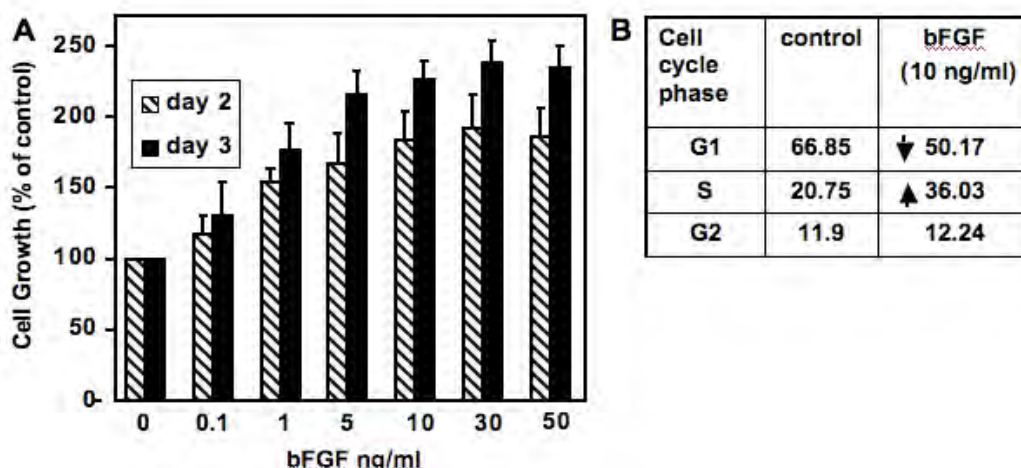 A
Cell Growth (% of control)
250
200
150
100
50
0
day 2
day 3
0 0.1 1 5 10 30 50
bFGF ng/ml
B
Cell cycle phase control bFGF (10 ng/ml)
G1 66.85 50.17
S 20.75 36.03
G2 11.9 12.24